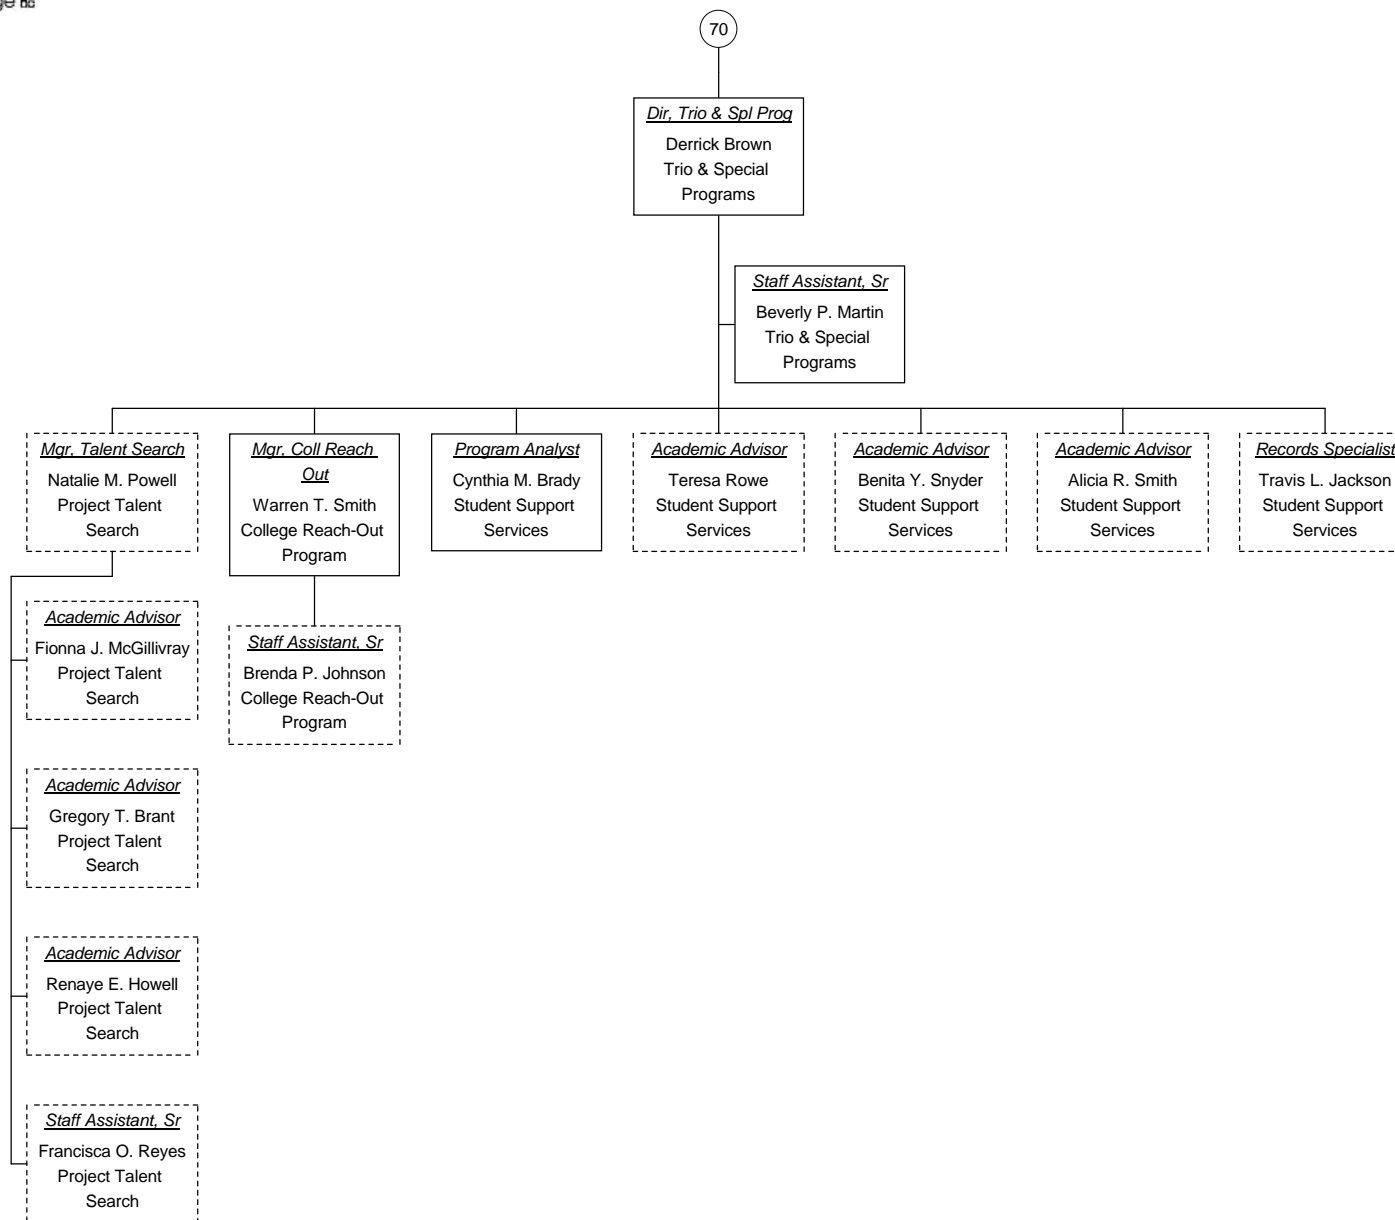 70
Dir, Trio & Spl Prog
Derrick Brown
Trio & Special
Programs
Staff Assistant, Sr
Beverly P. Martin
Trio & Special
Programs
Mgr, Talent Search
Natalie M. Powell
Project Talent
Search
Mgr, Coll Reach
Out
Warren T. Smith
College Reach-Out
Program
Program Analyst
Cynthia M. Brady
Student Support
Services
Academic Advisor
Teresa Rowe
Student Support
Services
Academic Advisor
Benita Y. Snyder
Student Support
Services
Academic Advisor
Alicia R. Smith
Student Support
Services
Records Specialist
Travis L. Jackson
Student Support
Services
Academic Advisor
Fionna J. McGillivray
Project Talent
Search
Staff Assistant, Sr
Brenda P. Johnson
College Reach-Out
Program
Academic Advisor
Gregory T. Brant
Project Talent
Search
Academic Advisor
Renaye E. Howell
Project Talent
Search
Staff Assistant, Sr
Francisca O. Reyes
Project Talent
Search